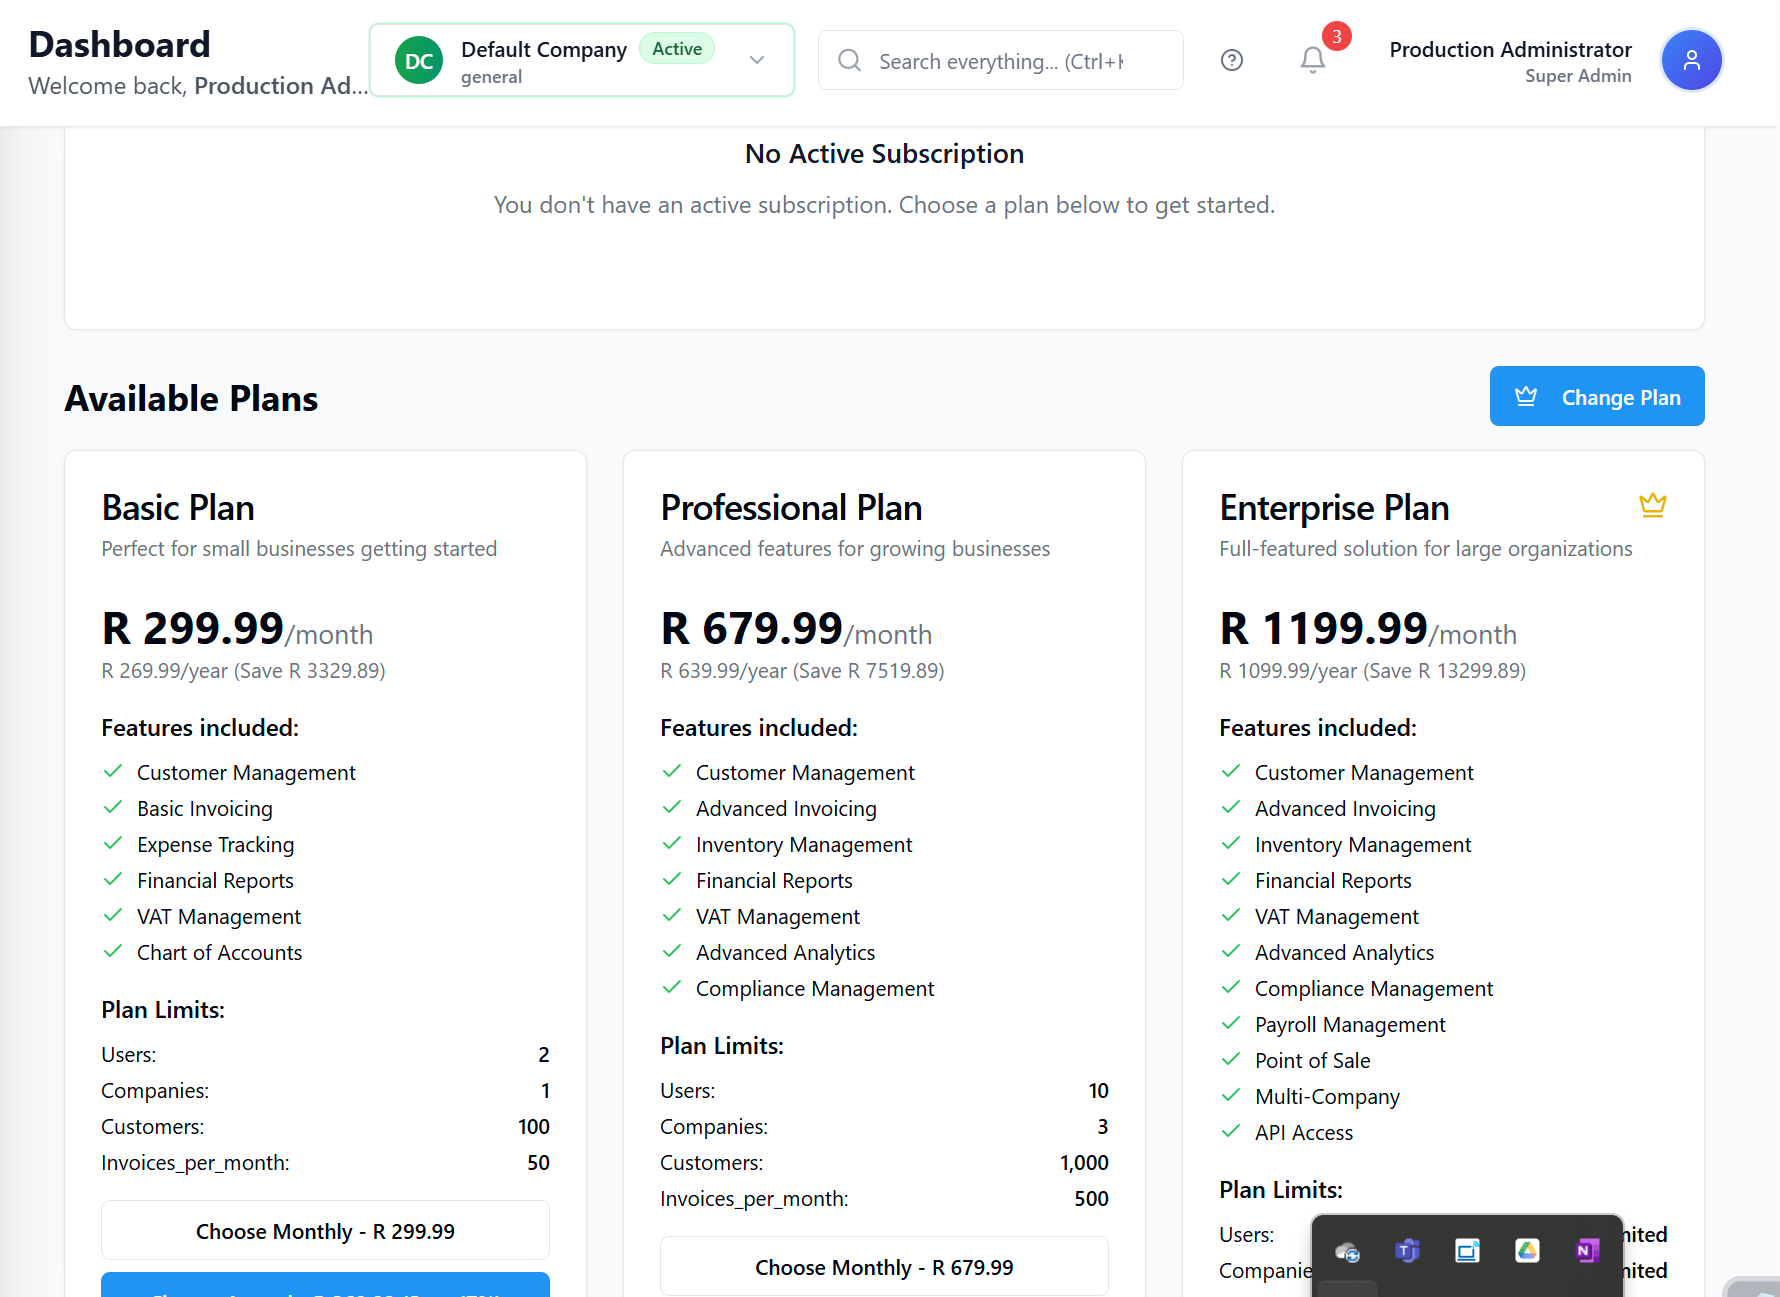 Dashboard
Welcome back, Production Ad...
DC
Default Company
Active
general
Search everything... (Ctrl+
3
Production Administrator
Super Admin
No Active Subscription
You don't have an active subscription. Choose a plan below to get started.
Available Plans
Change Plan
Basic Plan
Perfect for small businesses getting started
R 299.99/month
R 269.99/year (Save R 3329.89)
Features included:
Customer Management
Basic Invoicing
Expense Tracking
Financial Reports
VAT Management
Chart of Accounts
Plan Limits:
Users: 2
Companies: 1
Customers: 100
Invoices_per_month: 50
Choose Monthly - R 299.99
Professional Plan
Advanced features for growing businesses
R 679.99/month
R 639.99/year (Save R 7519.89)
Features included:
Customer Management
Advanced Invoicing
Inventory Management
Financial Reports
VAT Management
Advanced Analytics
Compliance Management
Plan Limits:
Users: 10
Companies: 3
Customers: 1,000
Invoices_per_month: 500
Choose Monthly - R 679.99
Enterprise Plan
Full-featured solution for large organizations
R 1199.99/month
R 1099.99/year (Save R 13299.89)
Features included:
Customer Management
Advanced Invoicing
Inventory Management
Financial Reports
VAT Management
Advanced Analytics
Compliance Management
Payroll Management
Point of Sale
Multi-Company
API Access
Plan Limits:
Users: mited
Companie mited